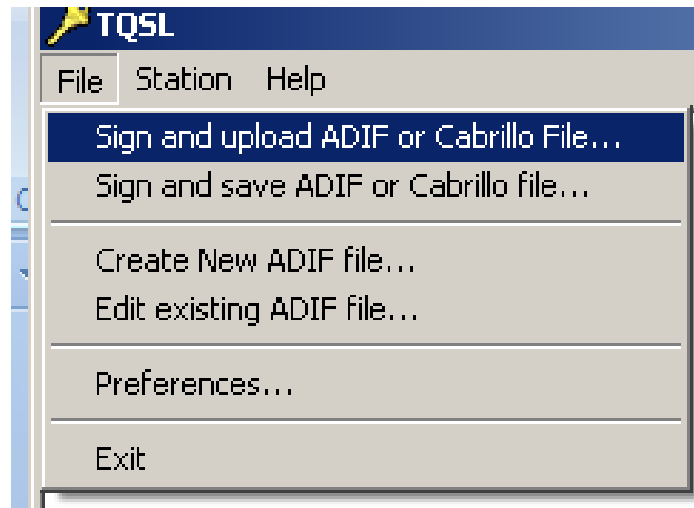 TQSL
File Station Help
Sign and upload ADIF or Cabrillo File...
Sign and save ADIF or Cabrillo file...
Create New ADIF file...
Edit existing ADIF file...
Preferences...
Exit